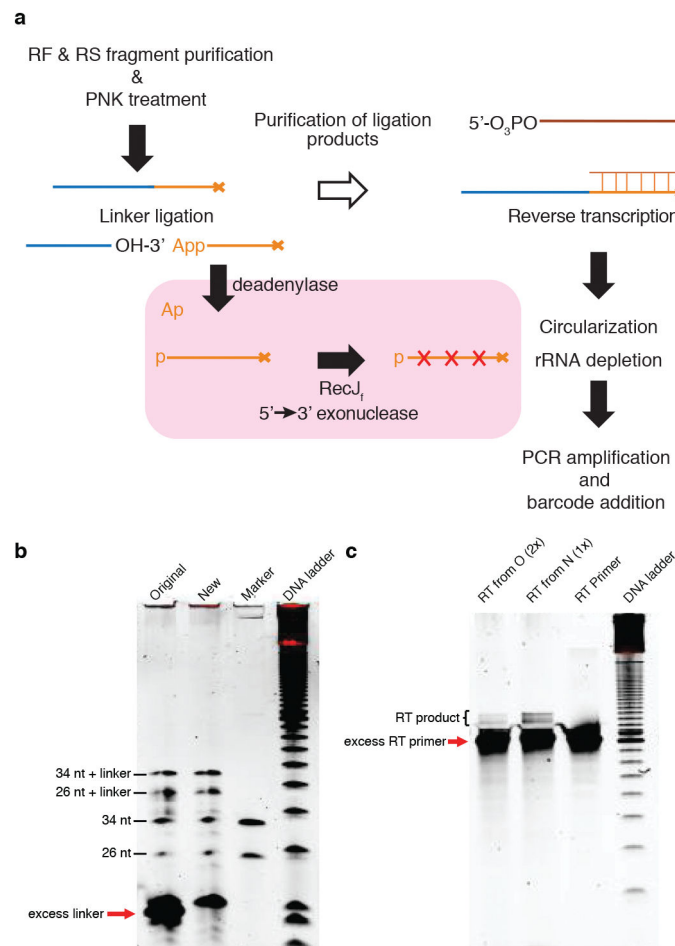 a
RF & RS fragment purification
&
PNK treatment
Purification of ligation
products
5'-O₃PO
Linker ligation
OH-3' App
Reverse transcription
deadenylase
Ap
p
p
RecJf
5'→3' exonuclease
Circularization
rRNA depletion
PCR amplification
and
barcode addition
b
Original
New
Marker
DNA ladder
34 nt + linker
26 nt + linker
34 nt
26 nt
excess linker
c
RT from O (2x)
RT from N (1x)
RT Primer
DNA ladder
RT product
excess RT primer